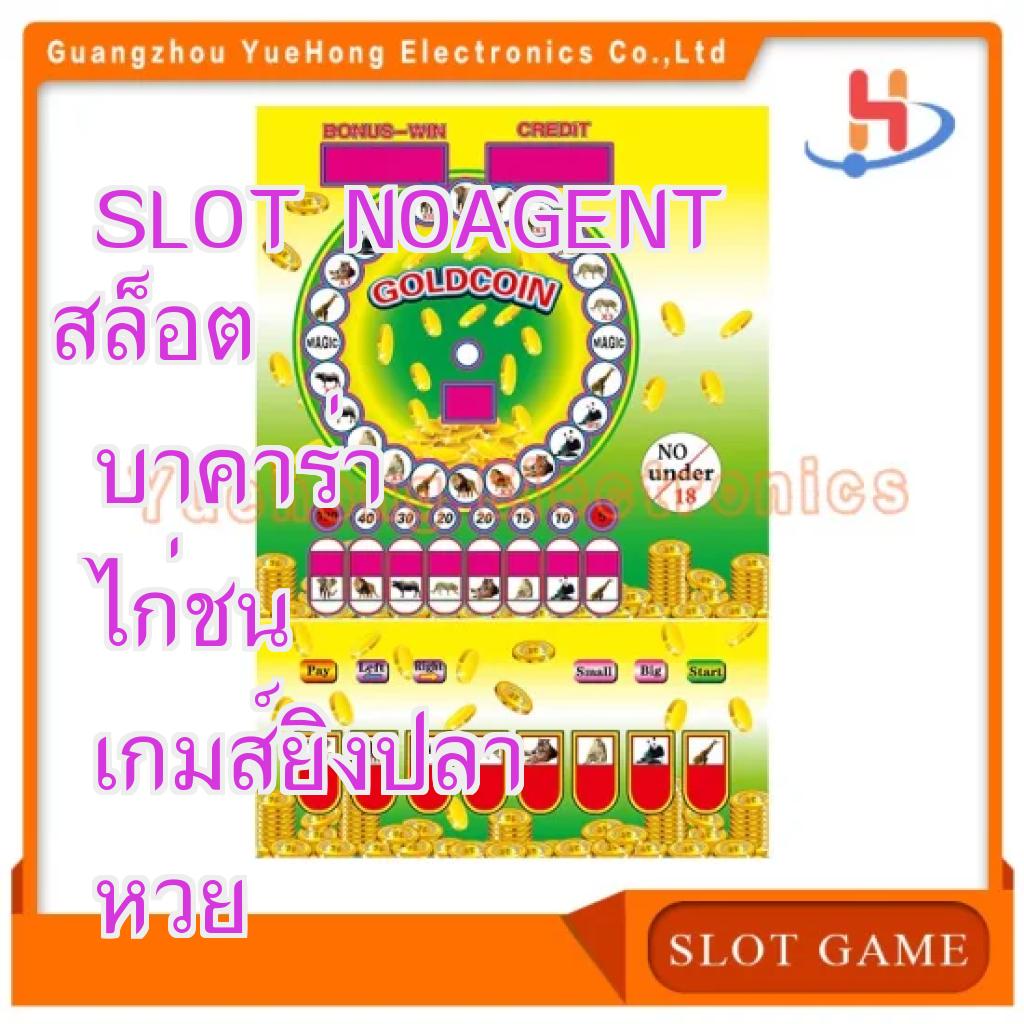 Guangzhou YueHong Electronics Co.,Ltd
BONUS-WIN CREDIT
SLOT NOAGENT
GOLDCOIN
สล็อต
MAGIC MAGIC
บาคาร่า
NO
under
18
40 30 20 20 15 10 5
ไก่ชน
Pay Left Right Small Big Start
เกมส์ยิงปลา
หวย
SLOT GAME